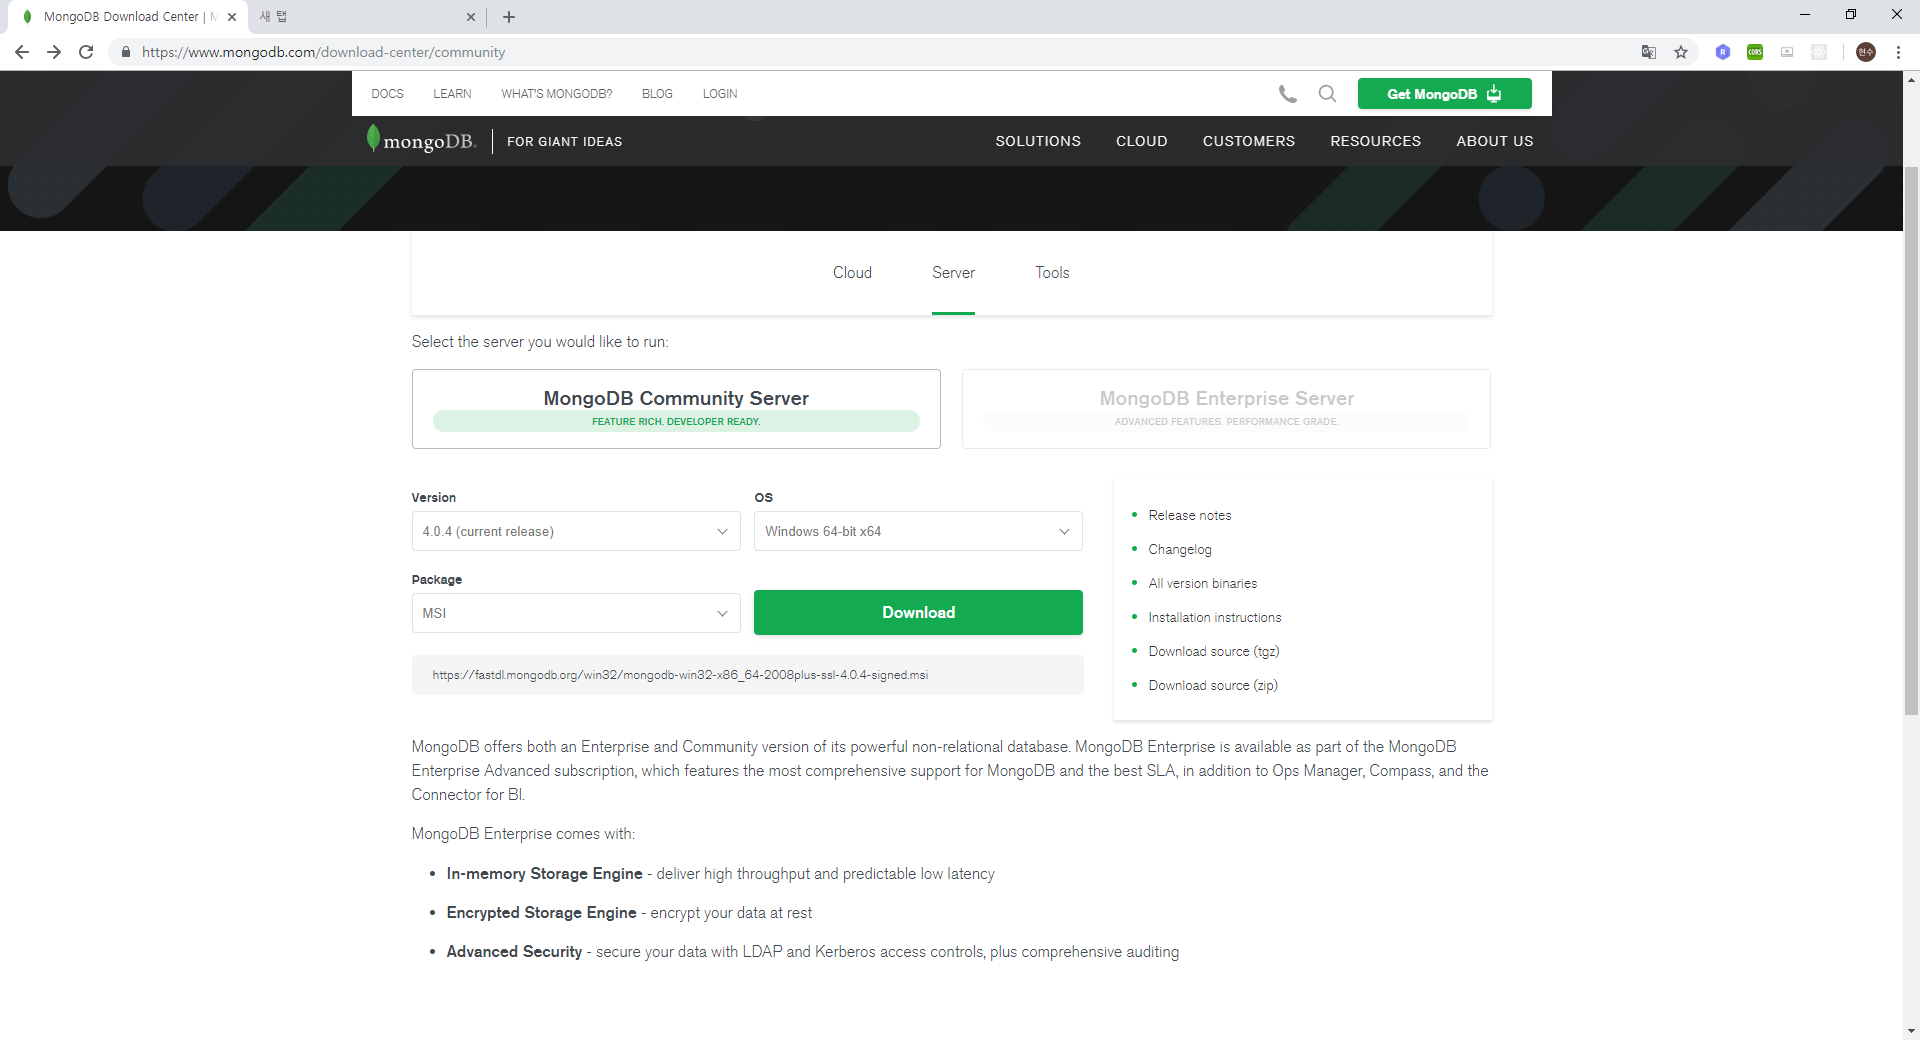 MongoDB Download Center | M
새 탭
https://www.mongodb.com/download-center/community
CORS
R
현수
DOCS
LEARN
WHAT'S MONGODB?
BLOG
LOGIN
Get MongoDB
mongoDB.
FOR GIANT IDEAS
SOLUTIONS
CLOUD
CUSTOMERS
RESOURCES
ABOUT US
Cloud
Server
Tools
Select the server you would like to run:
MongoDB Community Server
FEATURE RICH. DEVELOPER READY.
MongoDB Enterprise Server
ADVANCED FEATURES. PERFORMANCE GRADE.
Version
4.0.4 (current release)
OS
Windows 64-bit x64
Package
MSI
Download
https://fastdl.mongodb.org/win32/mongodb-win32-x86_64-2008plus-ssl-4.0.4-signed.msi
Release notes
Changelog
All version binaries
Installation instructions
Download source (tgz)
Download source (zip)
MongoDB offers both an Enterprise and Community version of its powerful non-relational database. MongoDB Enterprise is available as part of the MongoDB
Enterprise Advanced subscription, which features the most comprehensive support for MongoDB and the best SLA, in addition to Ops Manager, Compass, and the
Connector for BI.
MongoDB Enterprise comes with:
In-memory Storage Engine - deliver high throughput and predictable low latency
Encrypted Storage Engine - encrypt your data at rest
Advanced Security - secure your data with LDAP and Kerberos access controls, plus comprehensive auditing